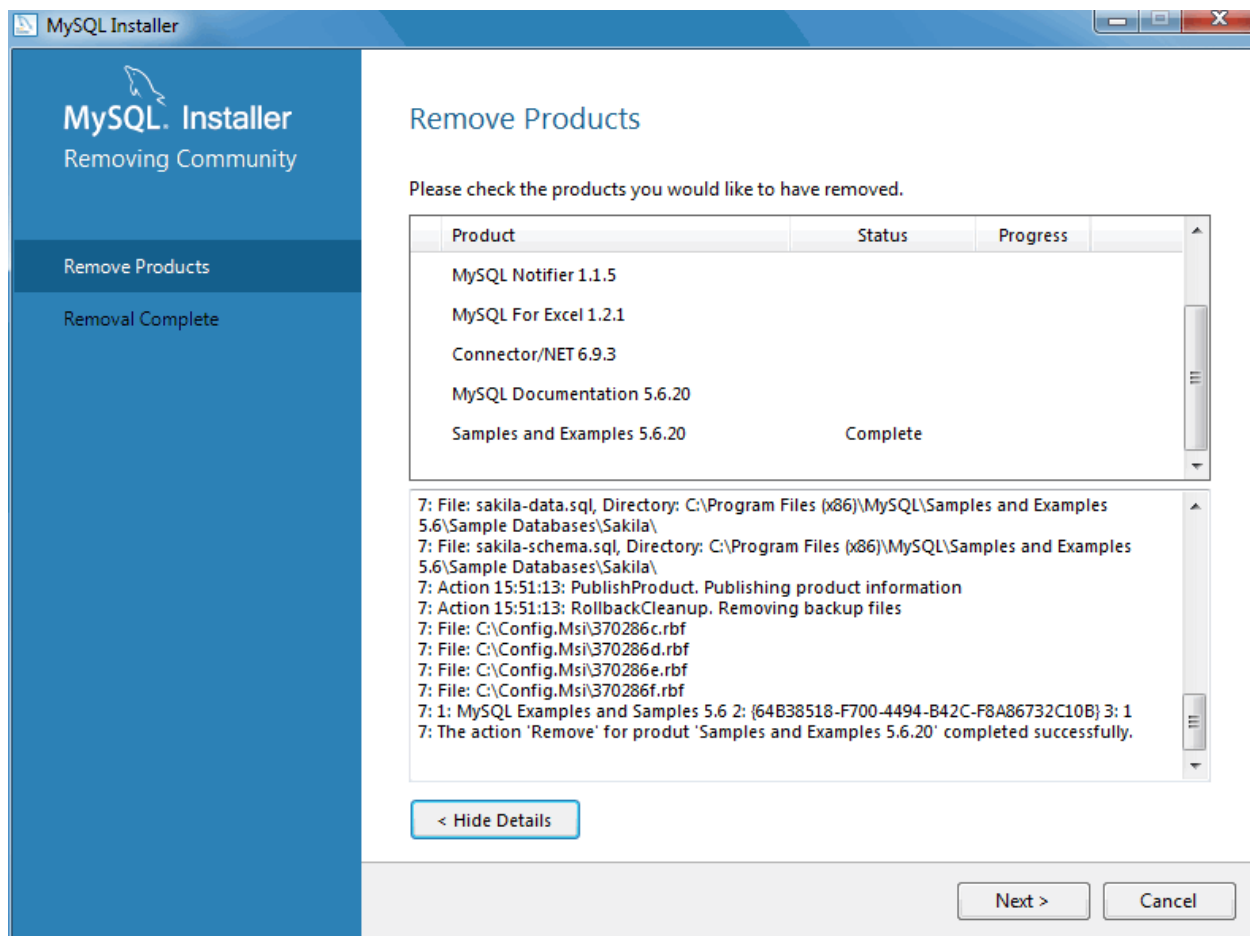 MySQL Installer
MySQL. Installer
Removing Community
Remove Products
Removal Complete
Remove Products
Please check the products you would like to have removed.
Product Status Progress
MySQL Notifier 1.1.5
MySQL For Excel 1.2.1
Connector/NET 6.9.3
MySQL Documentation 5.6.20
Samples and Examples 5.6.20 Complete
7: File: sakila-data.sql, Directory: C:\Program Files (x86)\MySQL\Samples and Examples
5.6\Sample Databases\Sakila\
7: File: sakila-schema.sql, Directory: C:\Program Files (x86)\MySQL\Samples and Examples
5.6\Sample Databases\Sakila\
7: Action 15:51:13: PublishProduct. Publishing product information
7: Action 15:51:13: RollbackCleanup. Removing backup files
7: File: C:\Config.Msi\370286c.rbf
7: File: C:\Config.Msi\370286d.rbf
7: File: C:\Config.Msi\370286e.rbf
7: File: C:\Config.Msi\370286f.rbf
7: 1: MySQL Examples and Samples 5.6 2: {64B38518-F700-4494-B42C-F8A86732C10B} 3: 1
7: The action 'Remove' for produt 'Samples and Examples 5.6.20' completed successfully.
< Hide Details
Next > Cancel